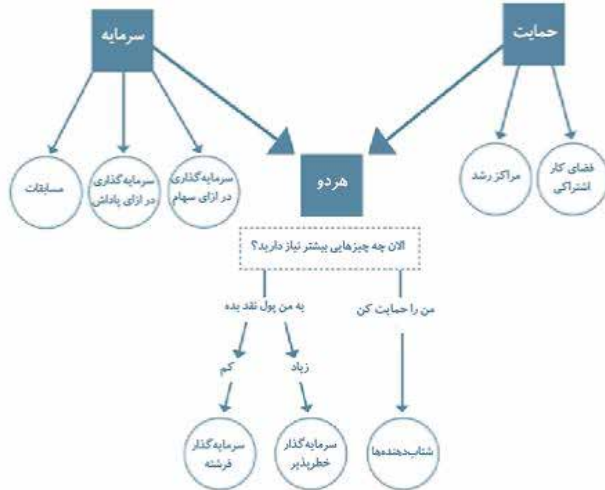 حمایت
سرمایه
فضای کار
اشتراکی
مراکز رشد
سرمایه‌گذاری
در ازای سهام
سرمایه‌گذاری
در ازای پاداش
مسابقات
هردو
الان چه چیزهایی بیشتر نیاز دارید؟
من را حمایت کن
به من پول نقد بده
زیاد
کم
شتاب‌دهنده‌ها
سرمایه‌گذار
خطرپذیر
سرمایه‌گذار
فرشته